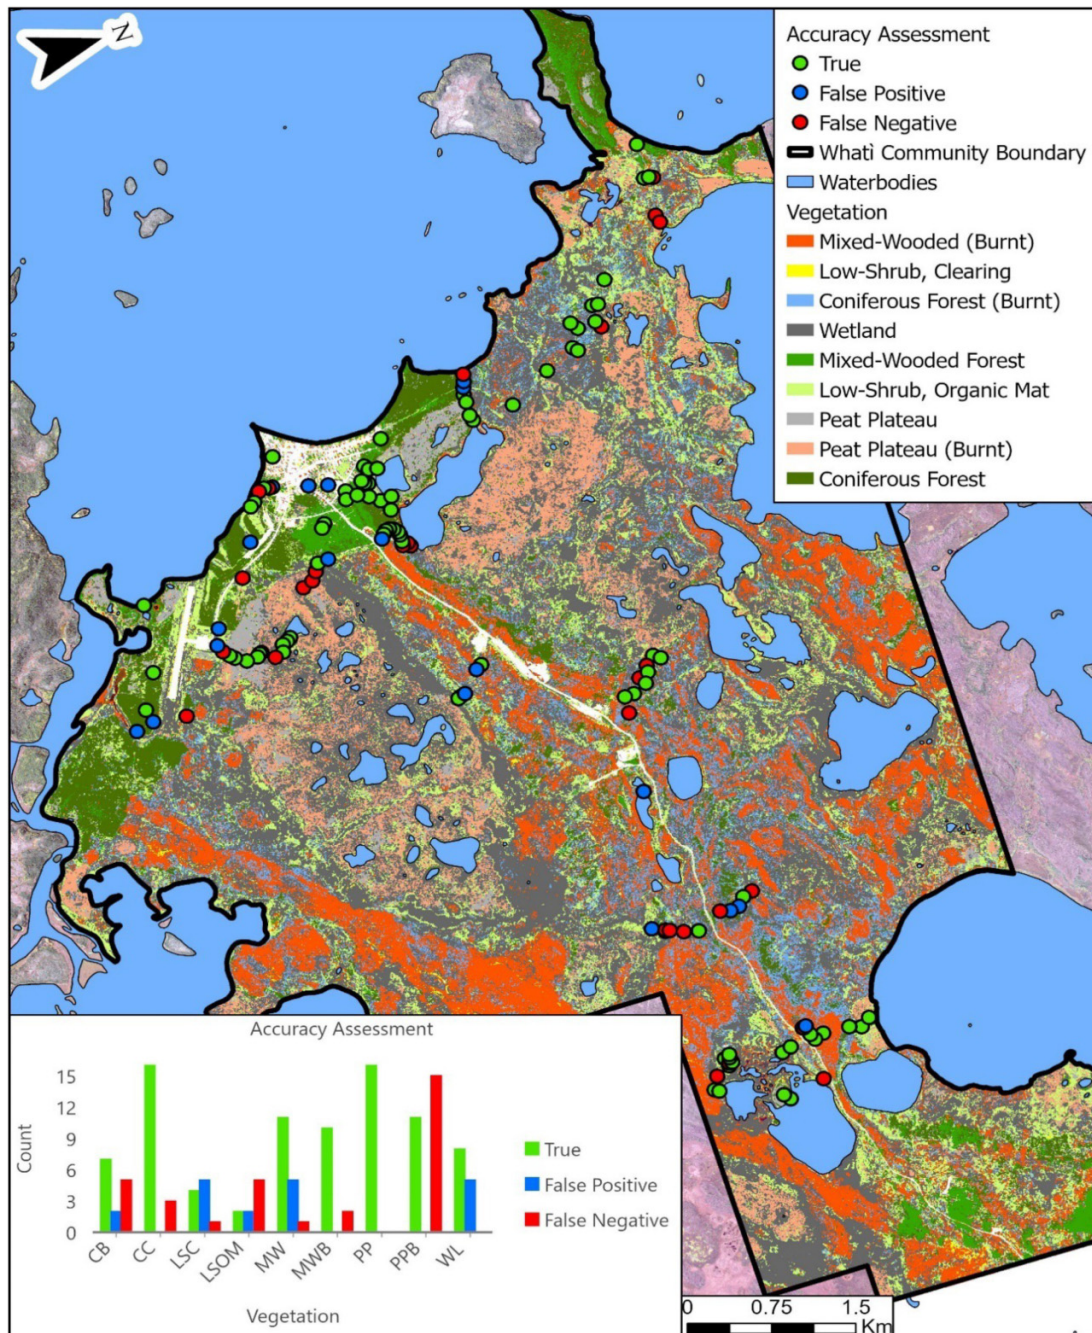 N
Accuracy Assessment
True
False Positive
False Negative
Whatì Community Boundary
Waterbodies
Vegetation
Mixed-Wooded (Burnt)
Low-Shrub, Clearing
Coniferous Forest (Burnt)
Wetland
Mixed-Wooded Forest
Low-Shrub, Organic Mat
Peat Plateau
Peat Plateau (Burnt)
Coniferous Forest
Accuracy Assessment
15
12
9
6
3
0
Count
CB CC LSC LSOM MW MWB PP PPB WL
Vegetation
True
False Positive
False Negative
0 0.75 1.5
Km